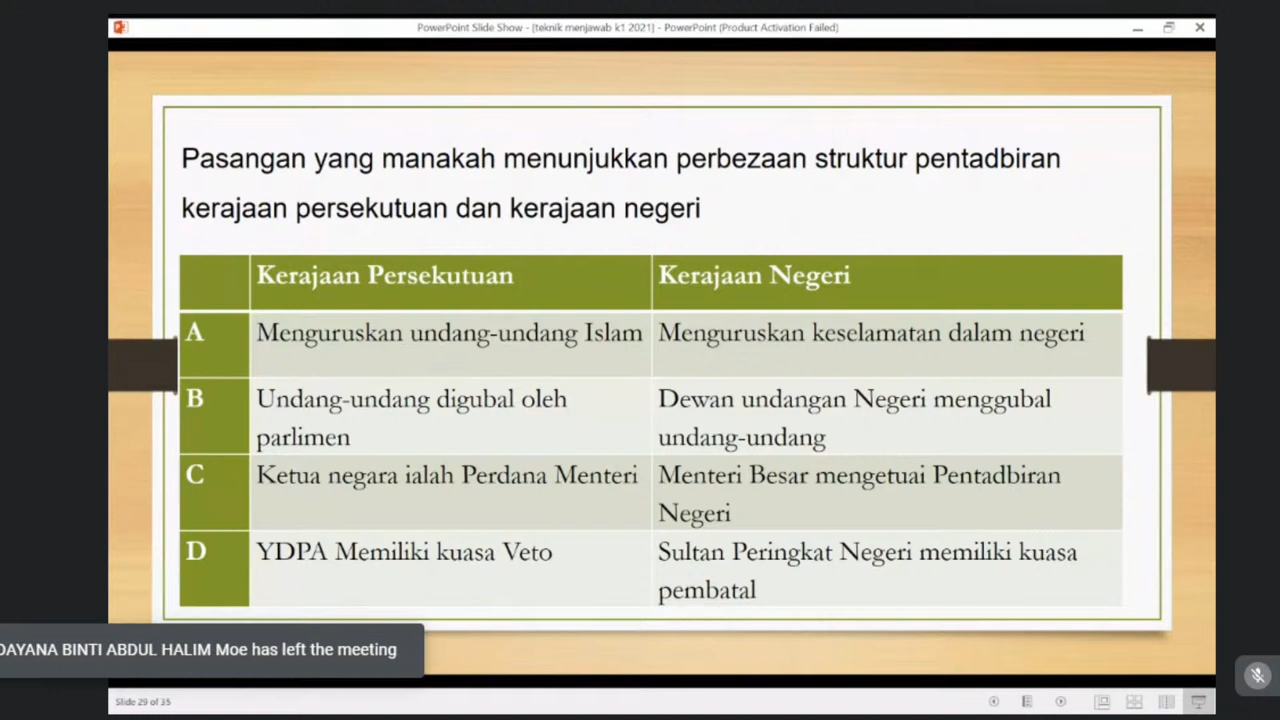 PowerPoint Slide Show - [teknik menjawab k1 2021] - PowerPoint (Product Activation Failed)
Pasangan yang manakah menunjukkan perbezaan struktur pentadbiran
kerajaan persekutuan dan kerajaan negeri
Kerajaan Persekutuan
Kerajaan Negeri
A
Menguruskan undang-undang Islam
Menguruskan keselamatan dalam negeri
B
Undang-undang digubal oleh
parlimen
Dewan undangan Negeri menggubal
undang-undang
C
Ketua negara ialah Perdana Menteri
Menteri Besar mengetuai Pentadbiran
Negeri
D
YDPA Memiliki kuasa Veto
Sultan Peringkat Negeri memiliki kuasa
pembatal
DAYANA BINTI ABDUL HALIM Moe has left the meeting
Slide 29 of 35